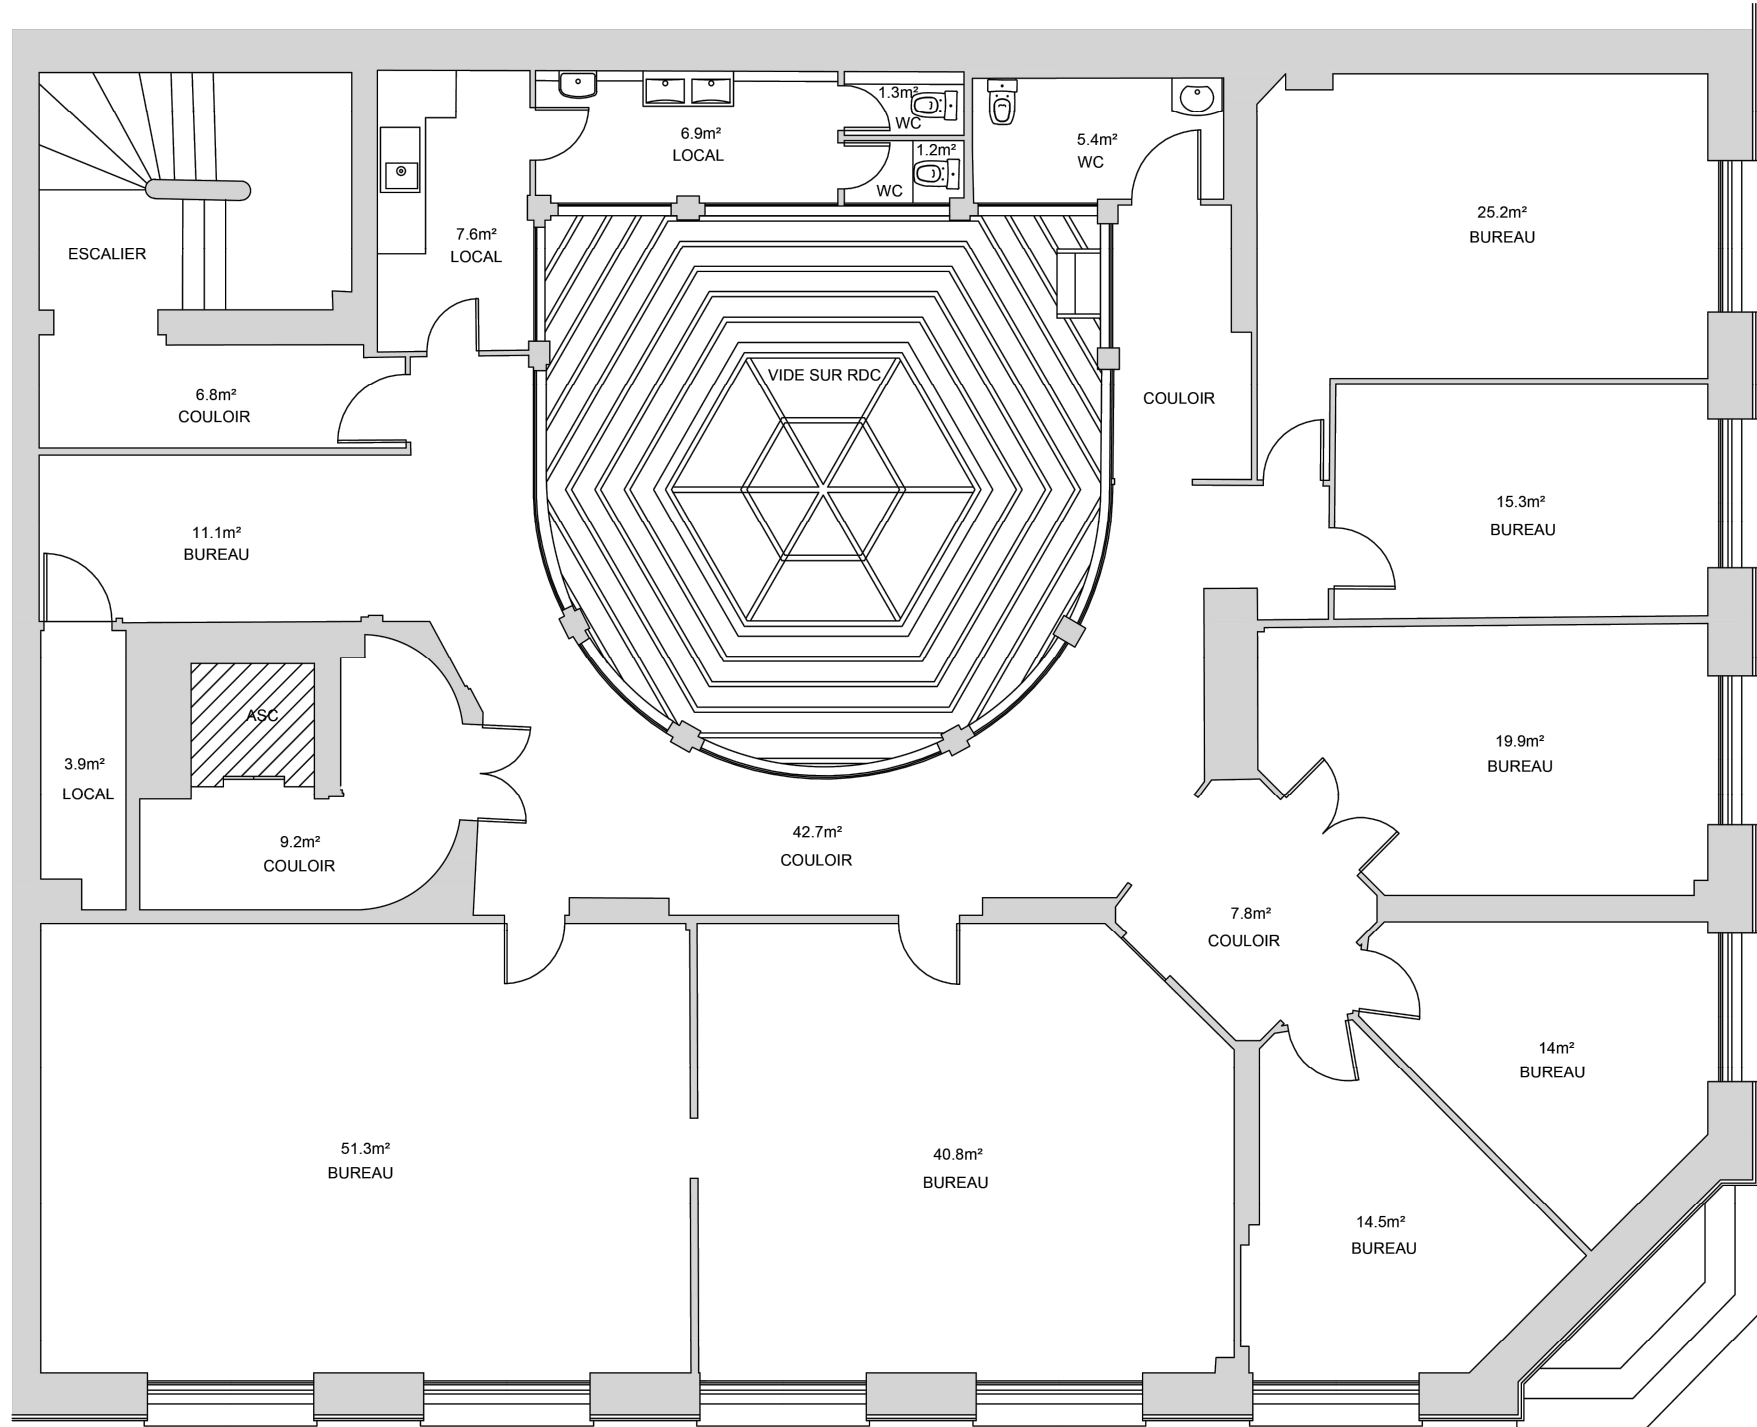 1.3m²
WC
6.9m²
LOCAL
5.4m²
WC
1.2m²
WC
25.2m²
BUREAU
7.6m²
LOCAL
ESCALIER
VIDE SUR RDC
6.8m²
COULOIR
COULOIR
15.3m²
BUREAU
11.1m²
BUREAU
ASC
19.9m²
BUREAU
3.9m²
LOCAL
9.2m²
COULOIR
42.7m²
COULOIR
7.8m²
COULOIR
14m²
BUREAU
51.3m²
BUREAU
40.8m²
BUREAU
14.5m²
BUREAU